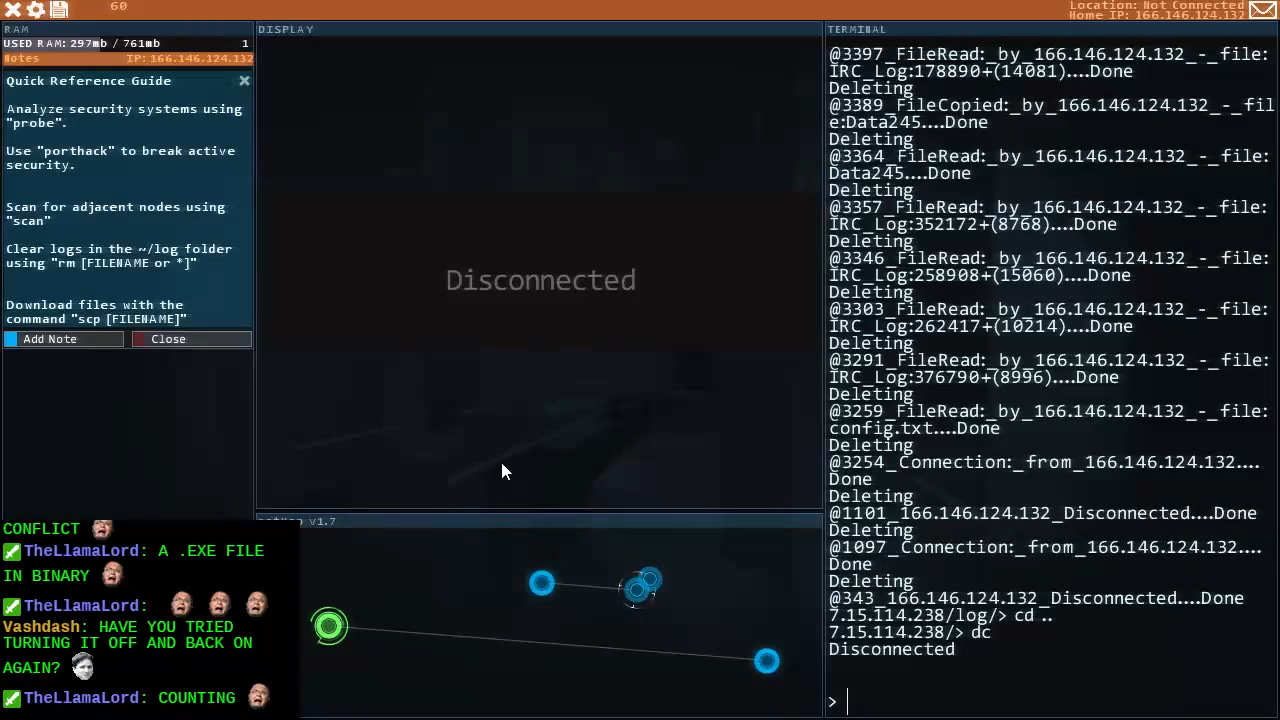 60
Location: Not Connected
Home IP: 166.146.124.132
RAM
USED RAM: 297mb / 761mb 1
Notes IP: 166.146.124.132
Quick Reference Guide
Analyze security systems using
"probe".
Use "porthack" to break active
security.
Scan for adjacent nodes using
"scan"
Clear logs in the ~/log folder
using "rm [FILENAME or *]"
Download files with the
command "scp [FILENAME]"
Add Note Close
CONFLICT
TheLlamaLord: A .EXE FILE
IN BINARY
TheLlamaLord:
Vashdash: HAVE YOU TRIED
TURNING IT OFF AND BACK ON
AGAIN?
TheLlamaLord: COUNTING
DISPLAY
Disconnected
v1.7
TERMINAL
@3397_FileRead:_by_166.146.124.132_-_file:
IRC_Log:178890+(14081)....Done
Deleting
@3389_FileCopied:_by_166.146.124.132_-_fil
e:Data245....Done
Deleting
@3364_FileRead:_by_166.146.124.132_-_file:
Data245....Done
Deleting
@3357_FileRead:_by_166.146.124.132_-_file:
IRC_Log:352172+(8768)....Done
Deleting
@3346_FileRead:_by_166.146.124.132_-_file:
IRC_Log:258908+(15060)....Done
Deleting
@3303_FileRead:_by_166.146.124.132_-_file:
IRC_Log:262417+(10214)....Done
Deleting
@3291_FileRead:_by_166.146.124.132_-_file:
IRC_Log:376790+(8996)....Done
Deleting
@3259_FileRead:_by_166.146.124.132_-_file:
config.txt....Done
Deleting
@3254_Connection:_from_166.146.124.132....
Done
Deleting
@1101_166.146.124.132_Disconnected....Done
Deleting
@1097_Connection:_from_166.146.124.132....
Done
Deleting
@343_166.146.124.132_Disconnected....Done
7.15.114.238/log/> cd ..
7.15.114.238/> dc
Disconnected
>